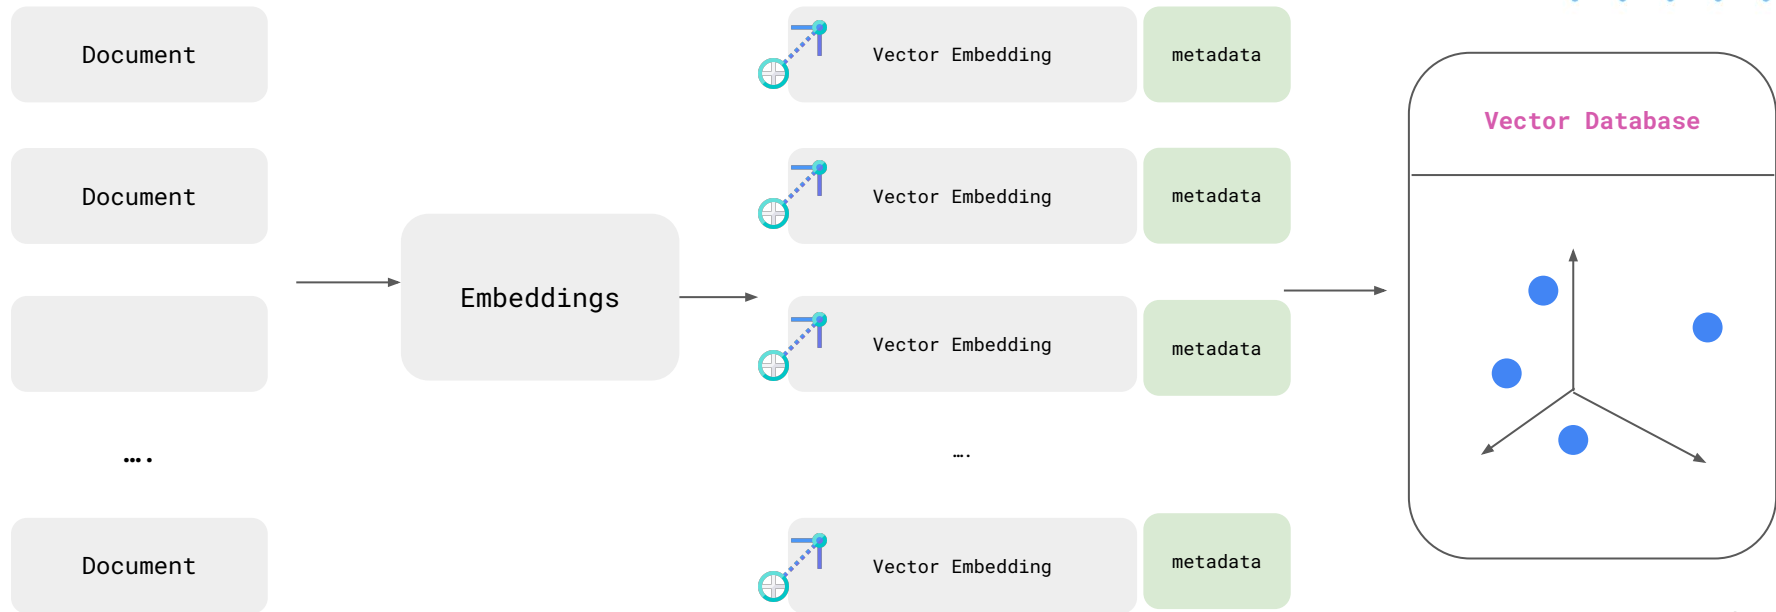 Document
Vector Embedding
metadata
Vector Database
Document
Vector Embedding
metadata
Embeddings
Vector Embedding
metadata
….
….
Document
Vector Embedding
metadata